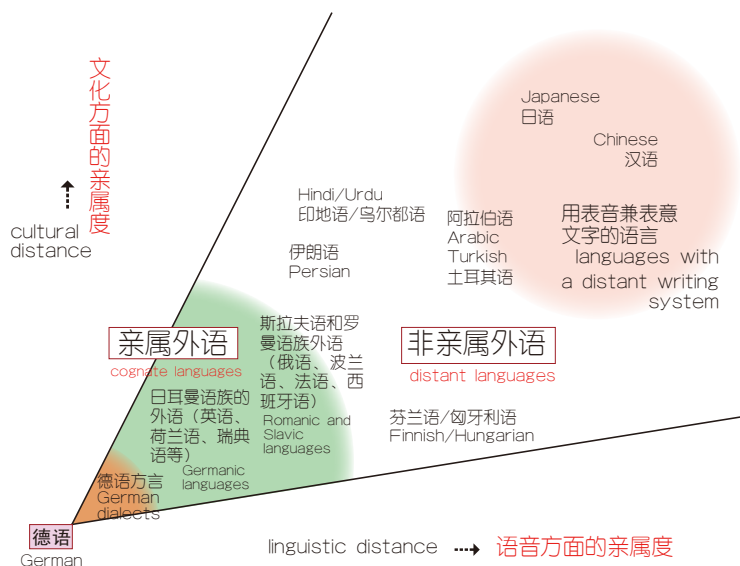 文化方面的亲属度
cultural
distance
Japanese
日语
Chinese
汉语
Hindi/Urdu
印地语/乌尔都语
阿拉伯语
Arabic
Turkish
土耳其语
用表音兼表意
文字的语言
languages with
a distant writing
system
伊朗语
Persian
亲属外语
cognate languages
斯拉夫语和罗
曼语族外语
（俄语、波兰
语、法语、西
班牙语）
Romanic and
Slavic
languages
非亲属外语
distant languages
日耳曼语族的
外语（英语、
荷兰语、瑞典
语等）
Germanic
languages
芬兰语/匈牙利语
Finnish/Hungarian
德语方言
German
dialects
德语
German
linguistic distance
语音方面的亲属度